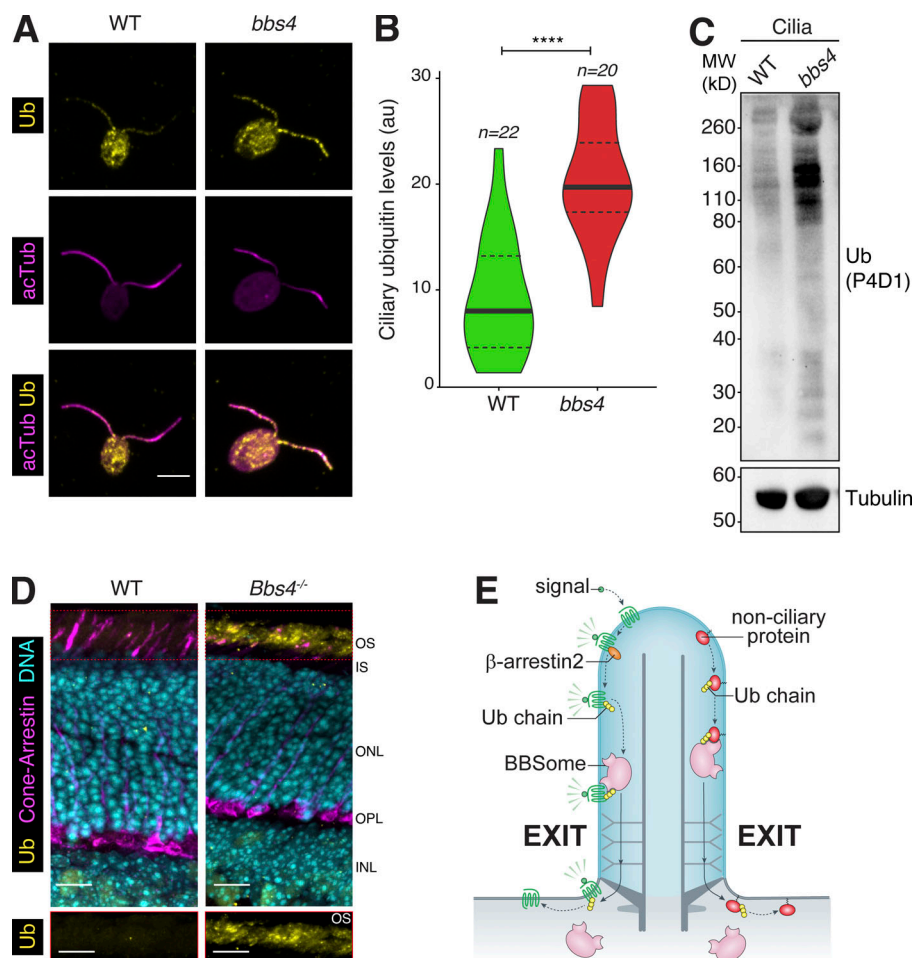 A
WT
bbs4
Ub
acTub
acTub Ub
B
Ciliary ubiquitin levels (au)
****
n=22
n=20
30
20
10
0
WT
bbs4
C
Cilia
MW
(kD)
WT
bbs4
260
160
110
80
60
50
40
30
20
Ub
(P4D1)
60
50
Tubulin
D
WT
Bbs4-/-
Ub Cone-Arrestin DNA
OS
IS
ONL
OPL
INL
Ub
OS
E
signal
β-arrestin2
Ub chain
BBSome
EXIT
non-ciliary
protein
Ub chain
EXIT